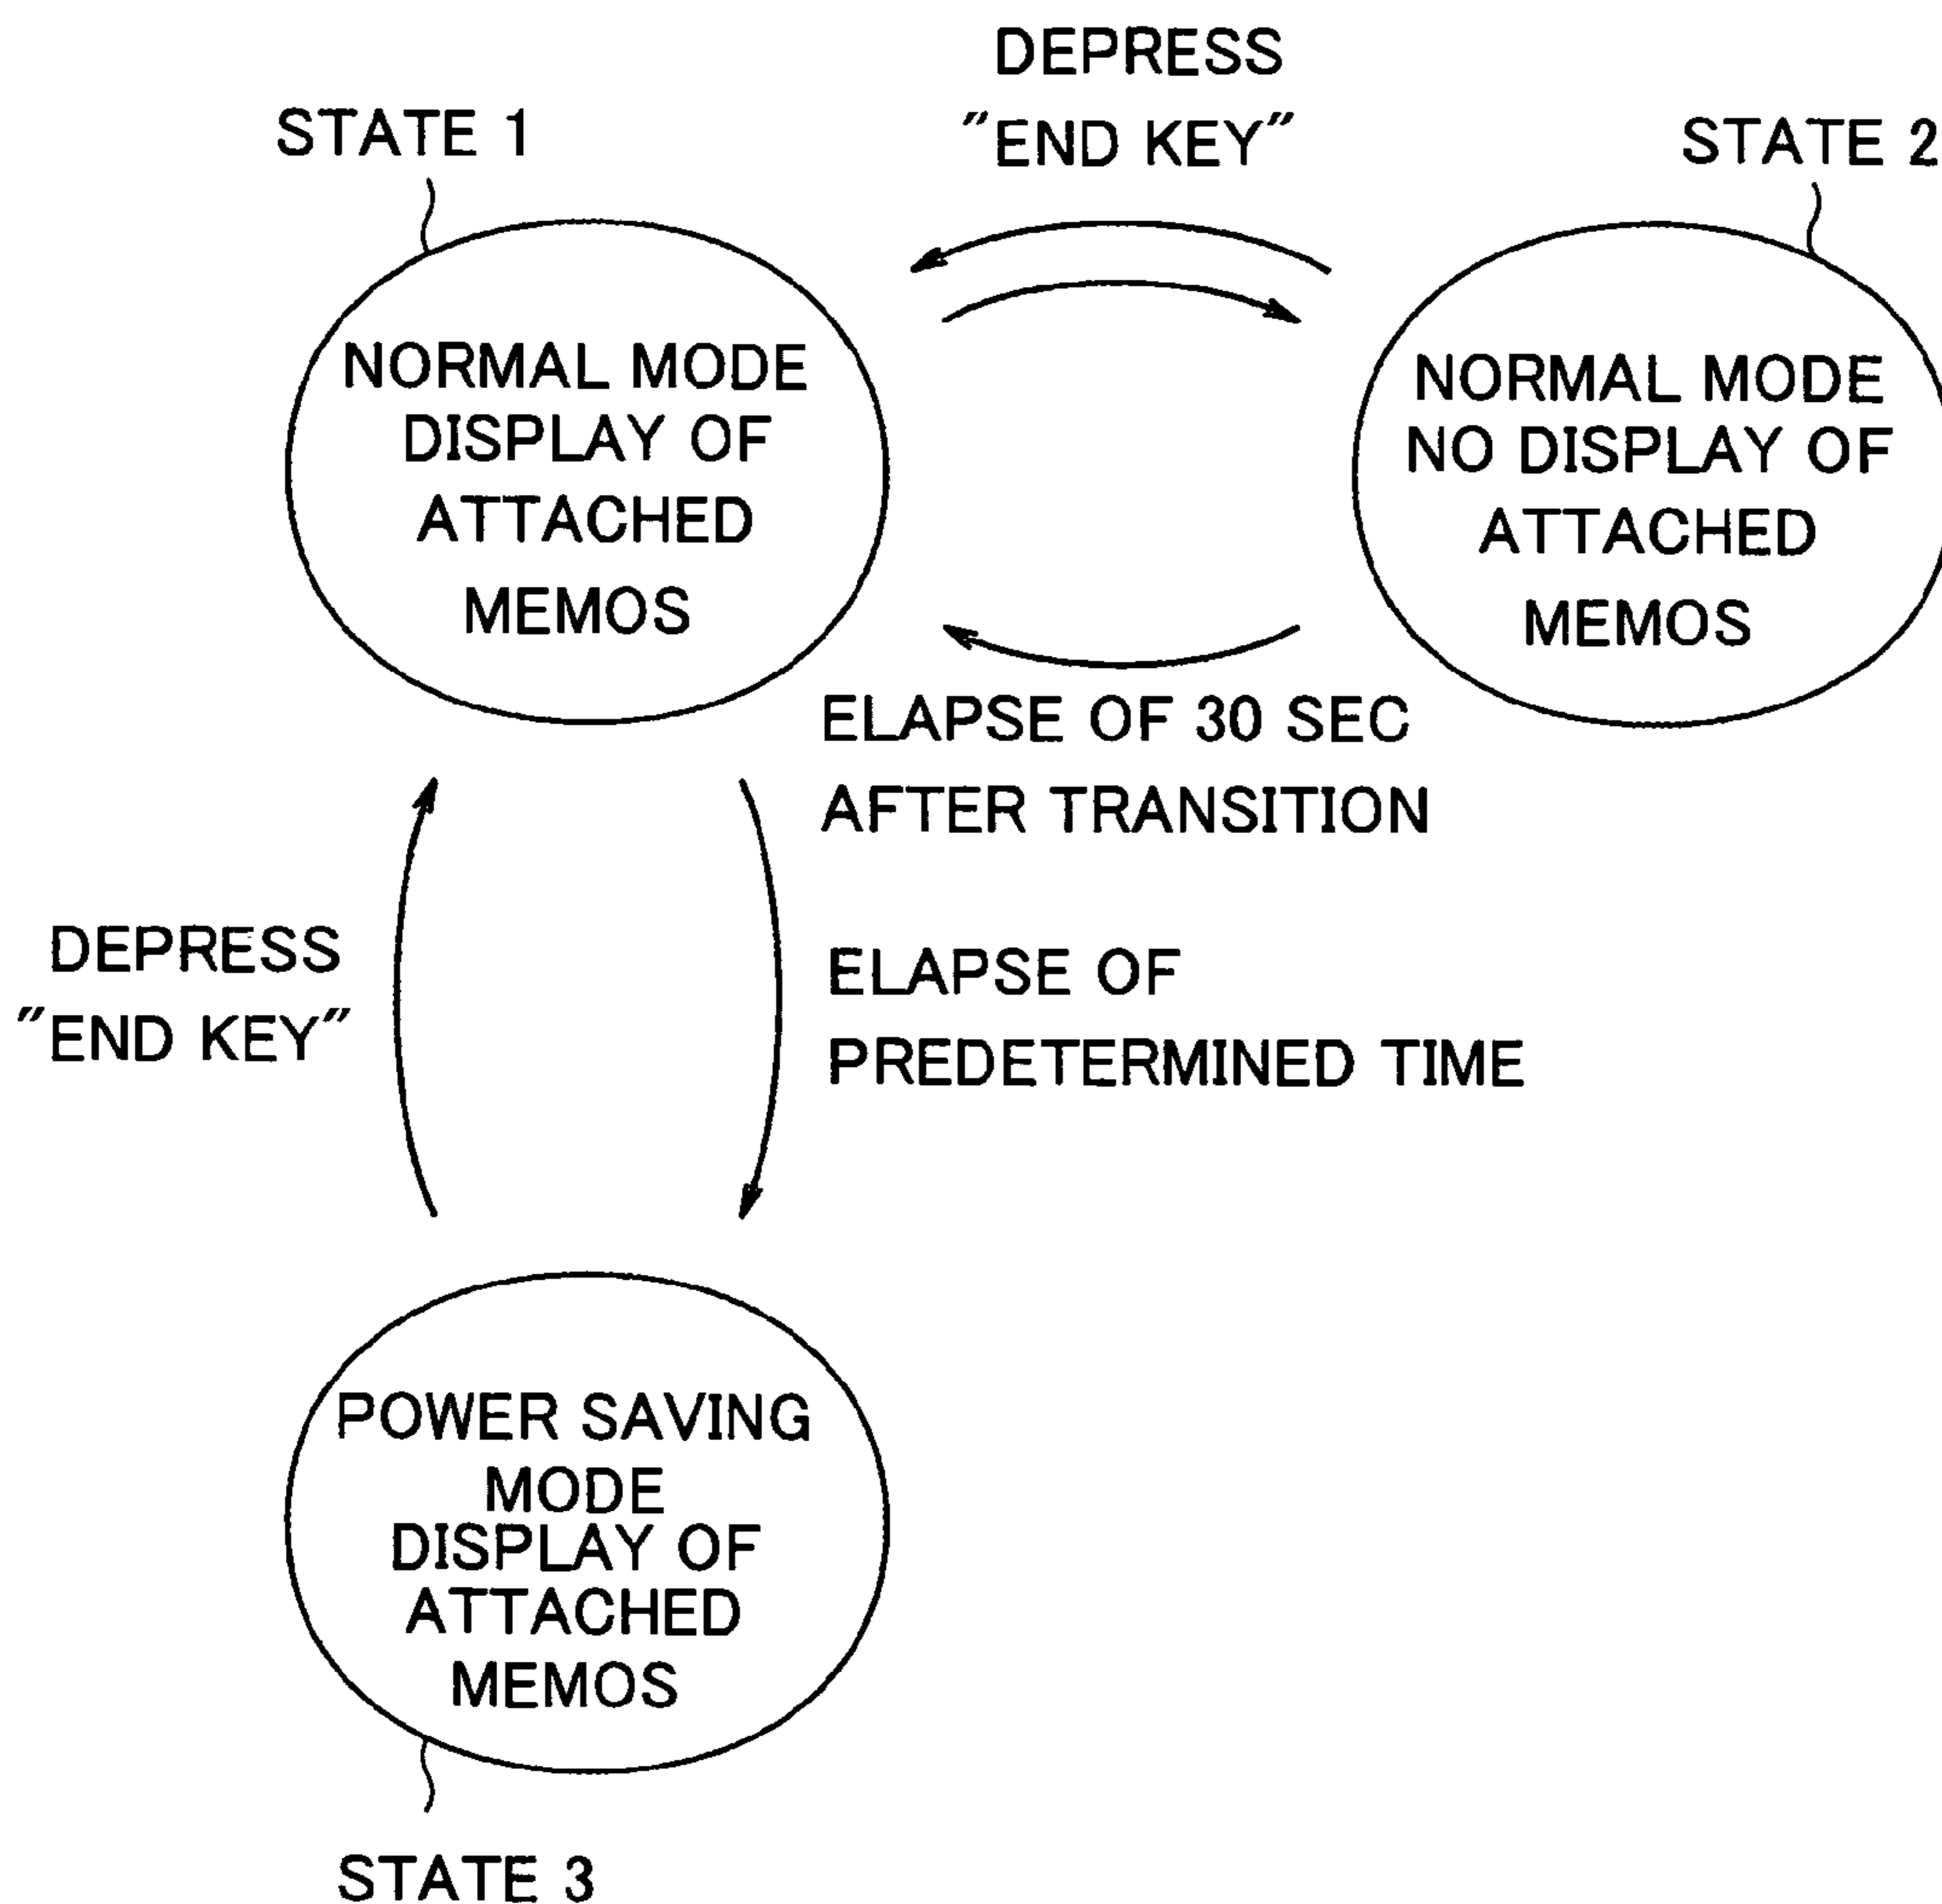 DEPRESS
"END KEY"
STATE 1
STATE 2
NORMAL MODE
DISPLAY OF
ATTACHED
MEMOS
NORMAL MODE
NO DISPLAY OF
ATTACHED
MEMOS
ELAPSE OF 30 SEC
AFTER TRANSITION
DEPRESS
"END KEY"
ELAPSE OF
PREDETERMINED TIME
POWER SAVING
MODE
DISPLAY OF
ATTACHED
MEMOS
STATE 3